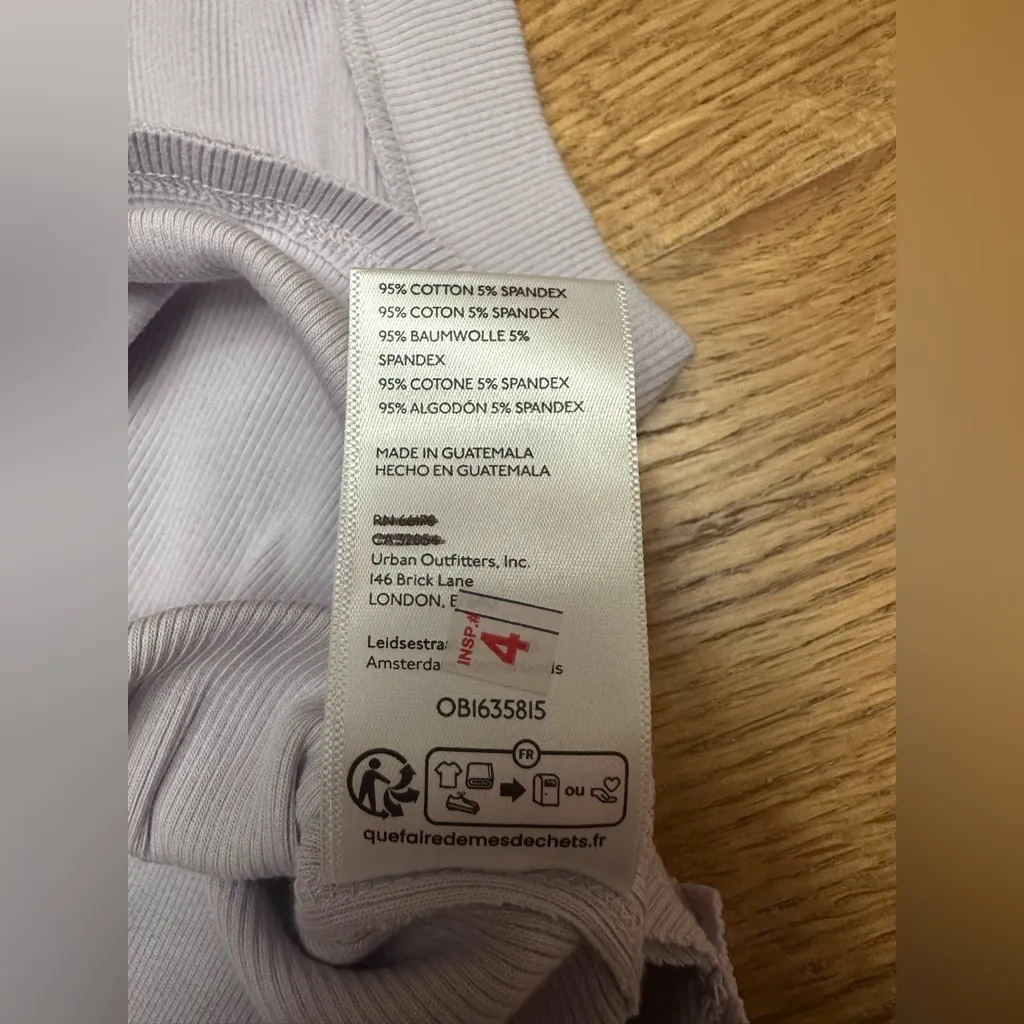 95% COTTON 5% SPANDEX
95% COTON 5% SPANDEX
95% BAUMWOLLE 5%
SPANDEX
95% COTONE 5% SPANDEX
95% ALGODÓN 5% SPANDEX
MADE IN GUATEMALA
HECHO EN GUATEMALA
Urban Outfitters, Inc.
146 Brick Lane
LONDON,
INSP.#
4
OB1635815
FR
ou
quefairedemesdechets.fr